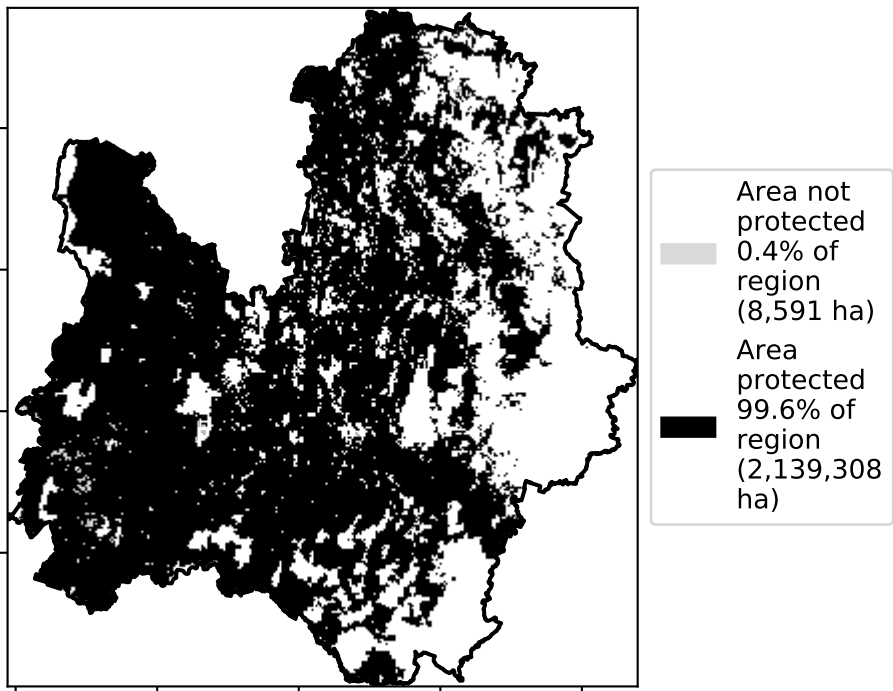 Area not
protected
0.4% of
region
(8,591 ha)
Area
protected
99.6% of
region
(2,139,308
ha)